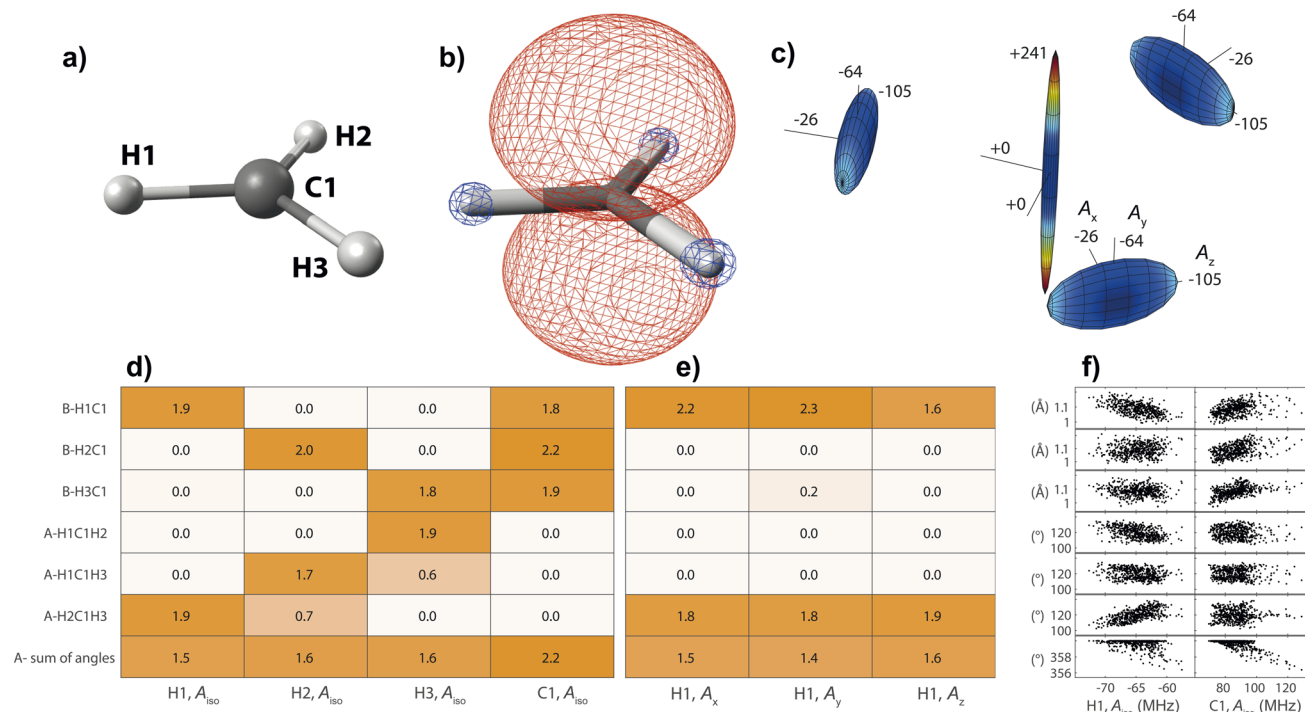 a)
H1
H2
C1
H3
b)
c)
-64
-105
-26
+241
+0
+0
-64
-26
-105
Ax
Ay
Az
-26
-64
-105
d)
e)
f)
B-H1C1 1.9 0.0 0.0 1.8 2.2 2.3 1.6
B-H2C1 0.0 2.0 0.0 2.2 0.0 0.0 0.0
B-H3C1 0.0 0.0 1.8 1.9 0.0 0.2 0.0
A-H1C1H2 0.0 0.0 1.9 0.0 0.0 0.0 0.0
A-H1C1H3 0.0 1.7 0.6 0.0 0.0 0.0 0.0
A-H2C1H3 1.9 0.7 0.0 0.0 1.8 1.8 1.9
A- sum of angles 1.5 1.6 1.6 2.2 1.5 1.4 1.6
H1, Aiso H2, Aiso H3, Aiso C1, Aiso H1, Ax H1, Ay H1, Az
(Å) 1.1
1
(Å) 1.1
1
(Å) 1.1
1
(°) 120
100
(°) 120
100
(°) 120
100
(°) 358
356
-70 -65 -60 80 100 120
H1, Aiso (MHz) C1, Aiso (MHz)